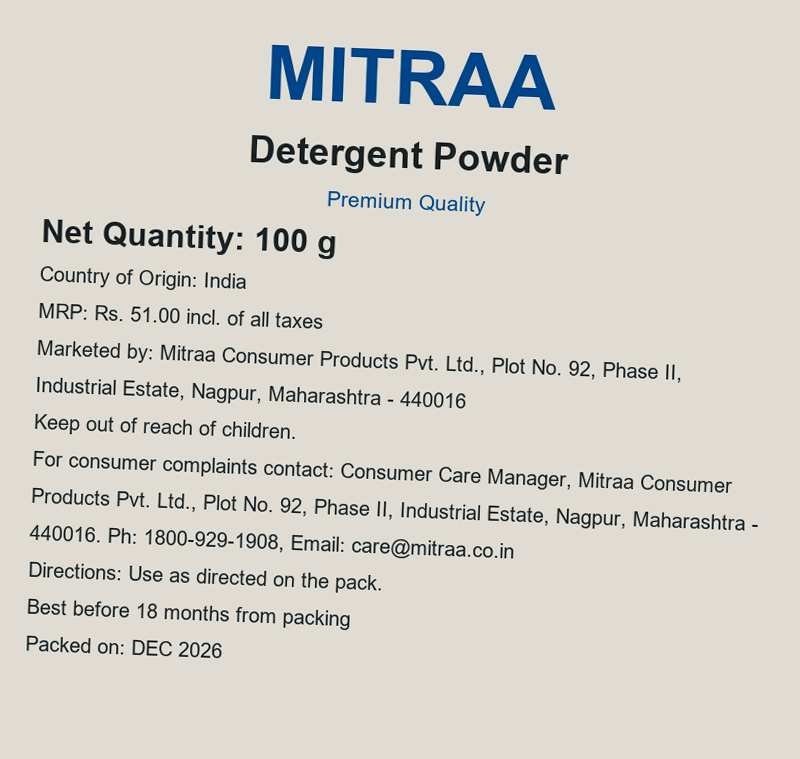 MITRAA
Detergent Powder
Premium Quality
Net Quantity: 100 g
Country of Origin: India
MRP: Rs. 51.00 incl. of all taxes
Marketed by: Mitraa Consumer Products Pvt. Ltd., Plot No. 92, Phase II,
Industrial Estate, Nagpur, Maharashtra - 440016
Keep out of reach of children.
For consumer complaints contact: Consumer Care Manager, Mitraa Consumer
Products Pvt. Ltd., Plot No. 92, Phase II, Industrial Estate, Nagpur, Maharashtra -
440016. Ph: 1800-929-1908, Email: care@mitraa.co.in
Directions: Use as directed on the pack.
Best before 18 months from packing
Packed on: DEC 2026